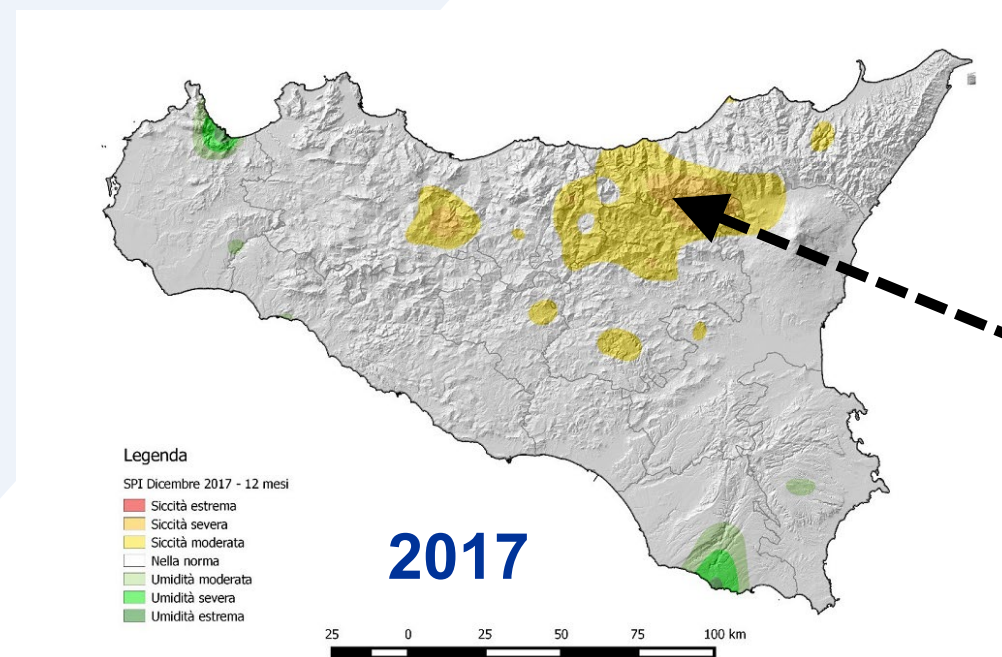 Legenda
SPI Dicembre 2017 - 12 mesi
Siccità estrema
Siccità severa
Siccità moderata
Nella norma
Umidità moderata
Umidità severa
Umidità estrema
2017
25 0 25 50 75 100 km